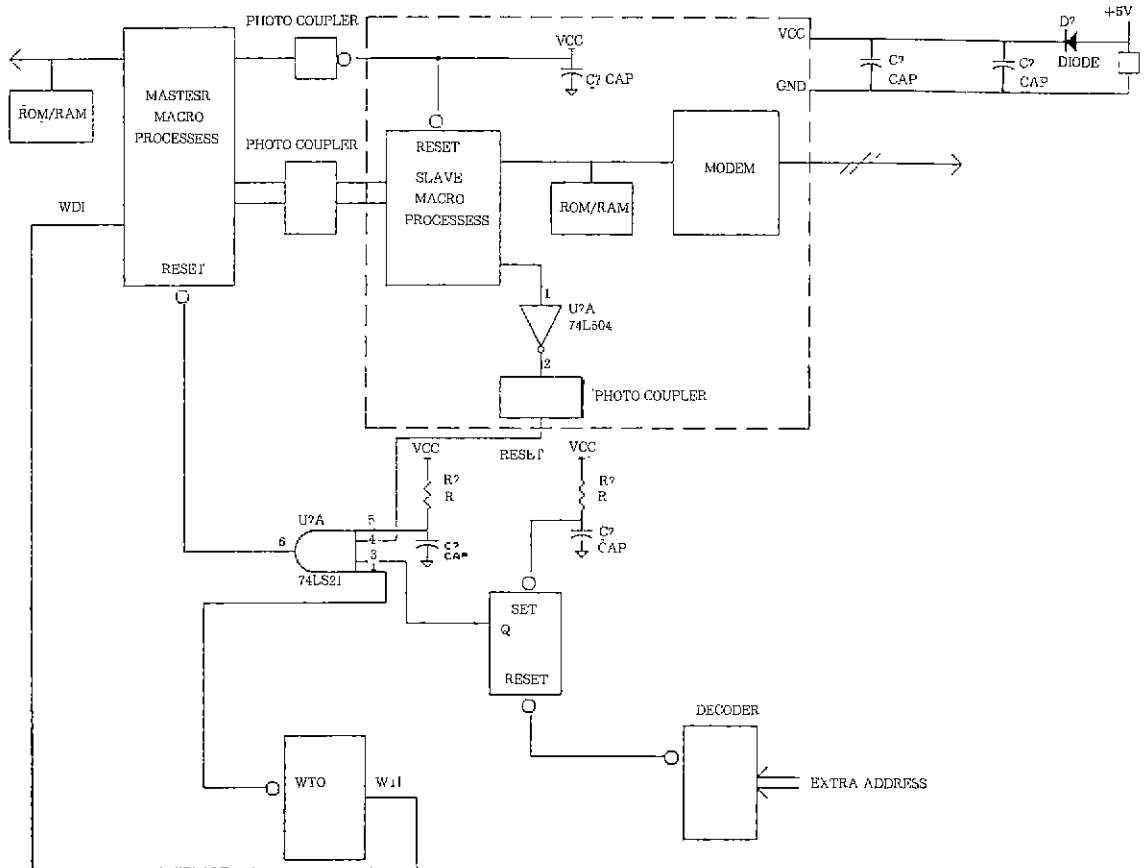 PHOTO COUPLER
VCC
D?
+5V
DIODE
C?
CAP
C?
CAP
GND
VCC
C? CAP
ROM/RAM
MASTESR
MACRO
PROCESSESS
RESET
WDI
PHOTO COUPLER
RESET
SLAVE
MACRO
PROCESSESS
ROM/RAM
MODEM
1
U?A
74L504
2
PHOTO COUPLER
RESET
VCC
R?
R
VCC
R?
R
U?A
6
5
4
3
1
74LS21
C?
CAP
C?
CAP
SET
Q
RESET
DECODER
EXTRA ADDRESS
WTO